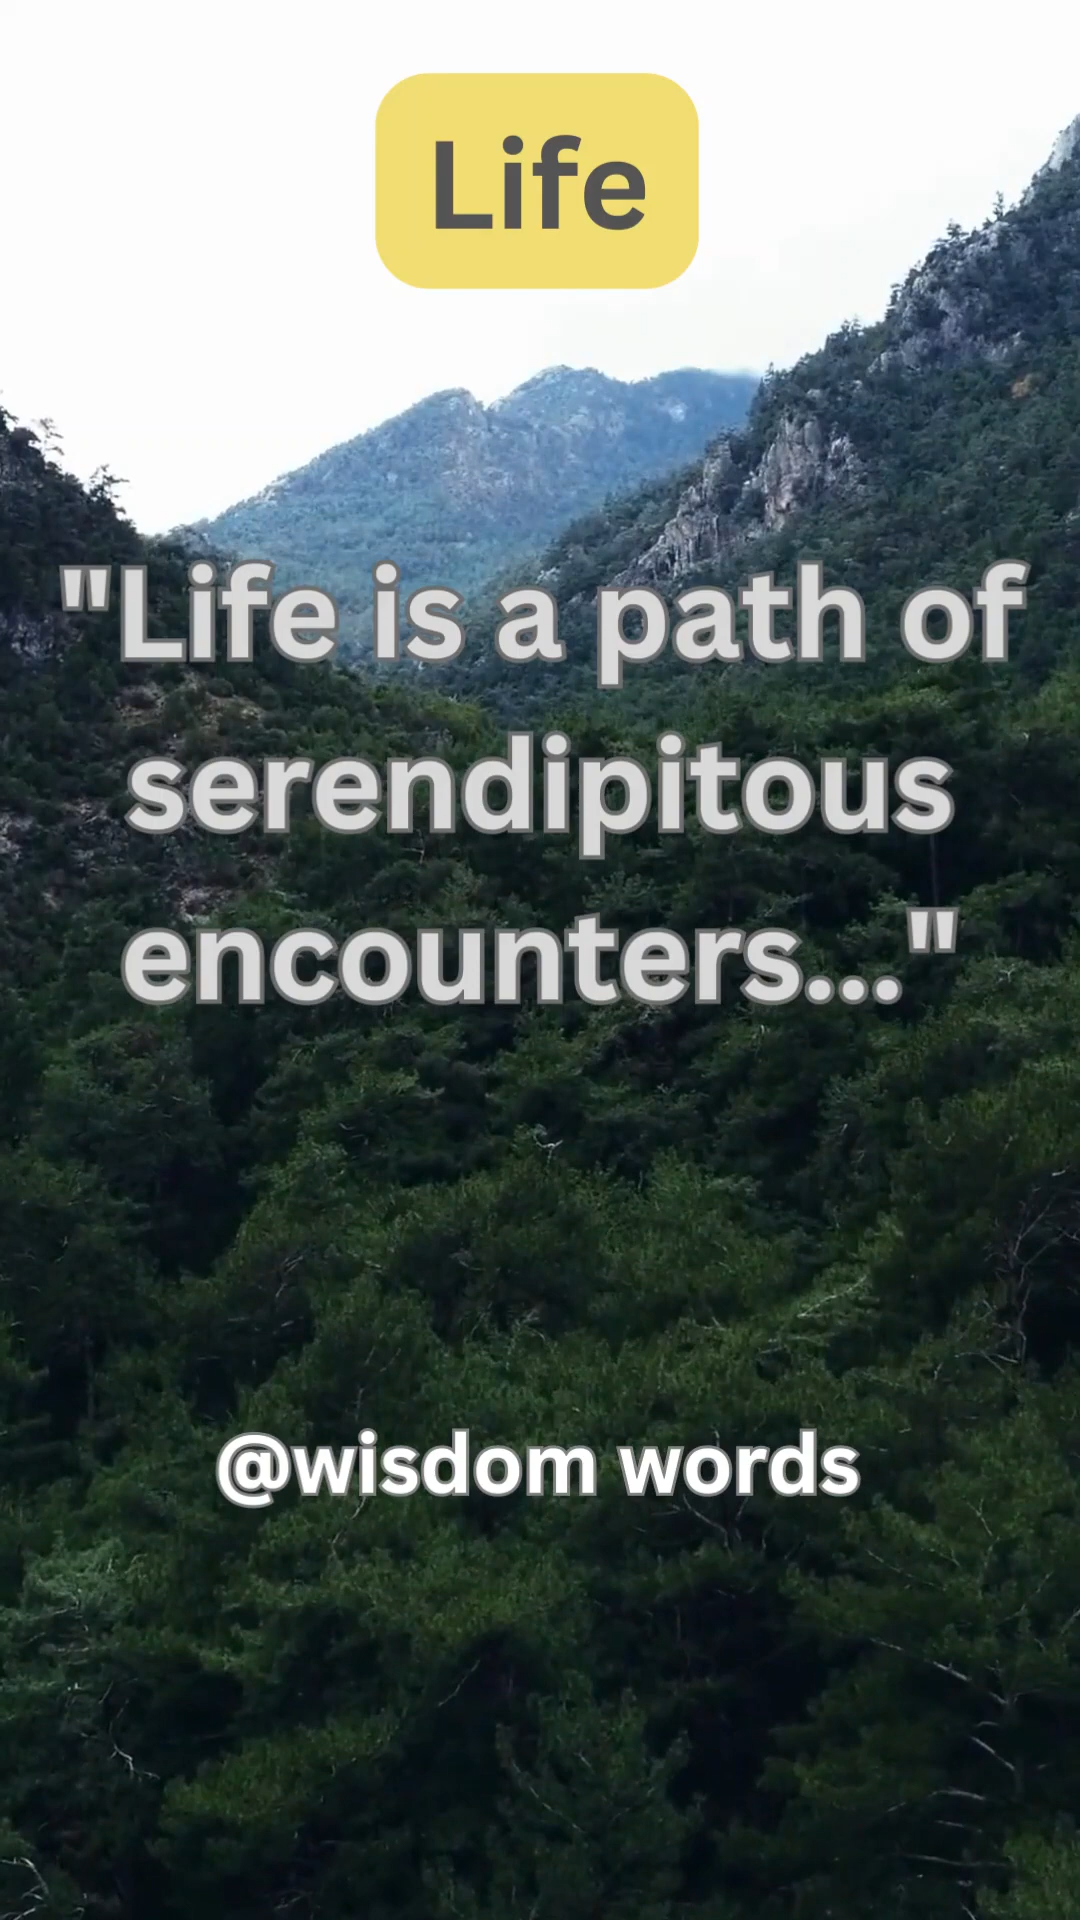 Life
"Life is a path of
serendipitous
encounters..."
@wisdom words